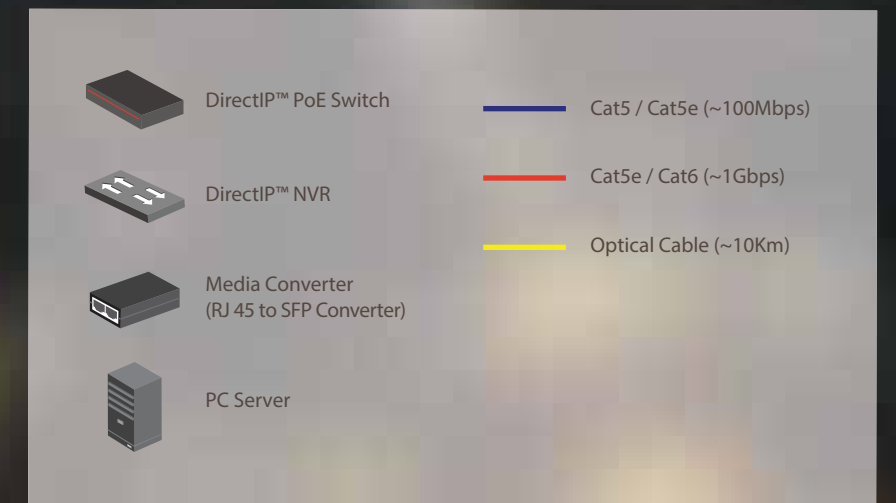 DirectIP™ PoE Switch
DirectIP™ NVR
Media Converter
(RJ 45 to SFP Converter)
PC Server
Cat5 / Cat5e (~100Mbps)
Cat5e / Cat6 (~1Gbps)
Optical Cable (~10Km)